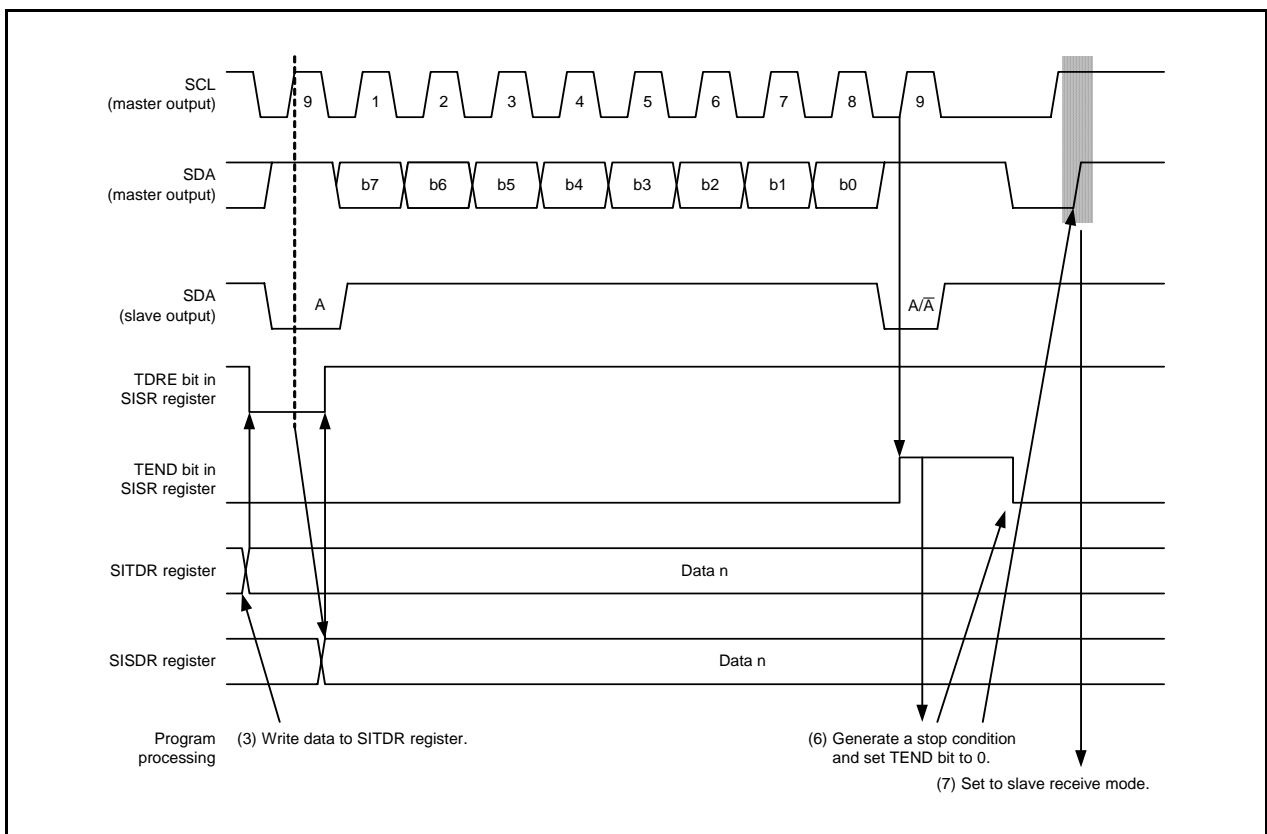 SCL
(master output)
9 1 2 3 4 5 6 7 8 9
SDA
(master output)
b7 b6 b5 b4 b3 b2 b1 b0
SDA
(slave output)
A A/A̅
TDRE bit in
SISR register
TEND bit in
SISR register
SITDR register
Data n
SISDR register
Data n
Program
processing
(3) Write data to SITDR register.
(6) Generate a stop condition
and set TEND bit to 0.
(7) Set to slave receive mode.